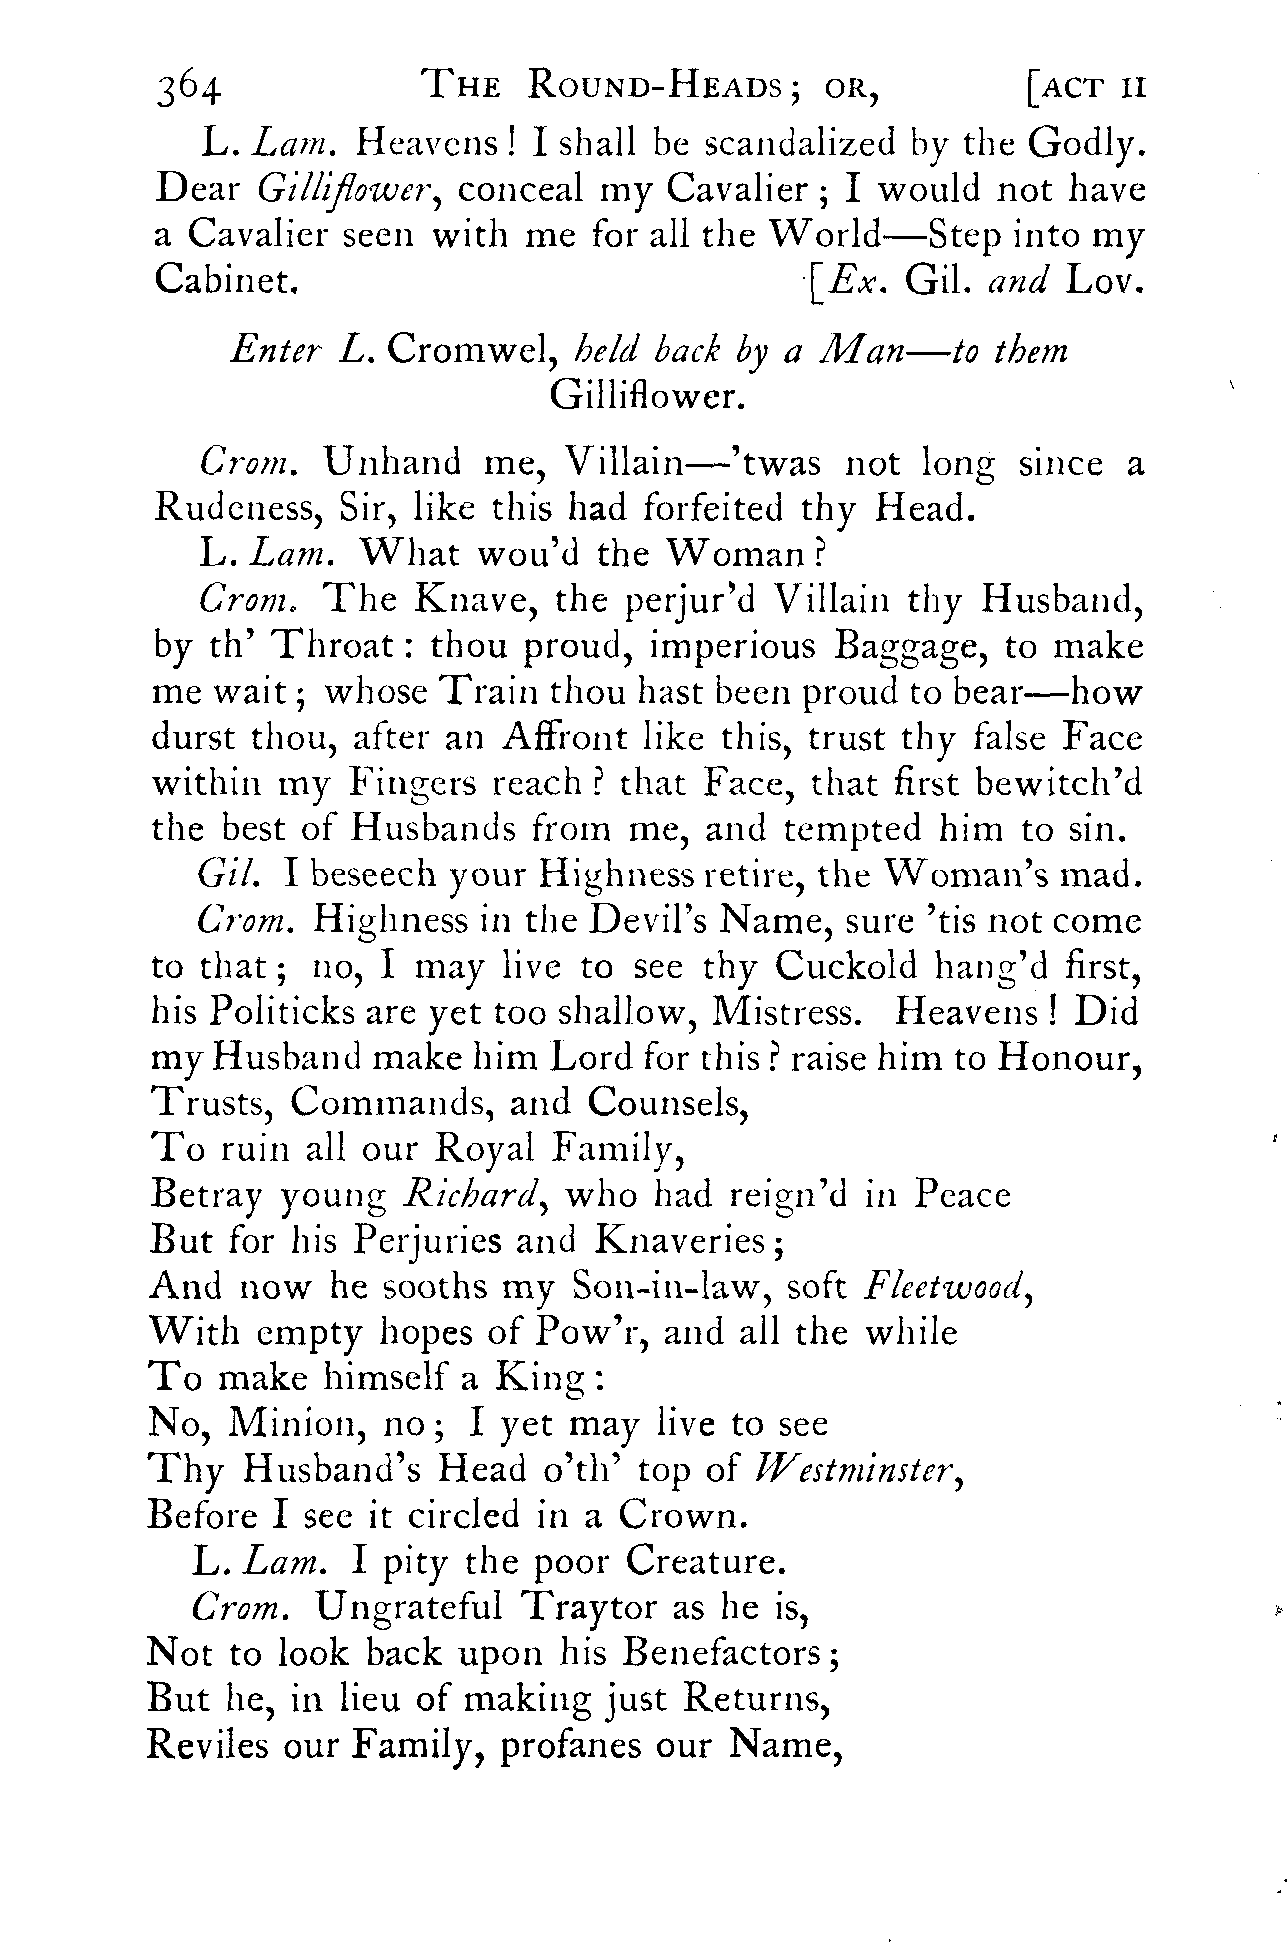 364 The Round-Heads; or, [act ii
L. Lam. Heavens! I shall be scandalized by the Godly.
Dear Gilliflower, conceal my Cavalier; I would not have
a Cavalier seen with me for all the World—Step into my
Cabinet. [Ex. Gil. and Lov.
Enter L. Cromwel, held back by a Man—to them
Gilliflower.
Crom. Unhand me, Villain—'twas not long since a
Rudeness, Sir, like this had forfeited thy Head.
L. Lam. What wou'd the Woman?
Crom. The Knave, the perjur'd Villain thy Husband,
by th' Throat: thou proud, imperious Baggage, to make
me wait; whose Train thou hast been proud to bear—how
durst thou, after an Affront like this, trust thy false Face
within my Fingers reach? that Face, that first bewitch'd
the best of Husbands from me, and tempted him to sin.
Gil. I beseech your Highness retire, the Woman's mad.
Crom. Highness in the Devil's Name, sure 'tis not come
to that; no, I may live to see thy Cuckold hang'd first,
his Politicks are yet too shallow, Mistress. Heavens! Did
my Husband make him Lord for this? raise him to Honour,
Trusts, Commands, and Counsels,
To ruin all our Royal Family,
Betray young Richard, who had reign'd in Peace
But for his Perjuries and Knaveries;
And now he sooths my Son-in-law, soft Fleetwood,
With empty hopes of Pow'r, and all the while
To make himself a King:
No, Minion, no; I yet may live to see
Thy Husband's Head o'th' top of Westminster,
Before I see it circled in a Crown.
L. Lam. I pity the poor Creature.
Crom. Ungrateful Traytor as he is,
Not to look back upon his Benefactors;
But he, in lieu of making just Returns,
Reviles our Family, profanes our Name,